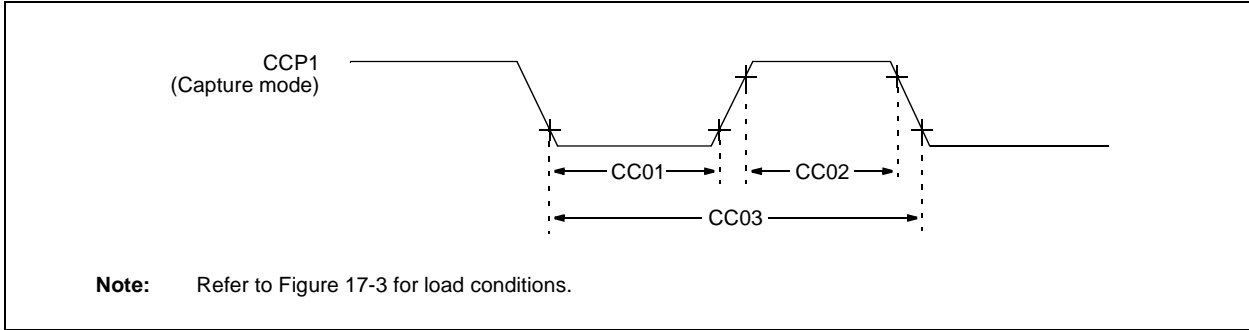 CCP1
(Capture mode)
CC01
CC02
CC03
Note: Refer to Figure 17-3 for load conditions.